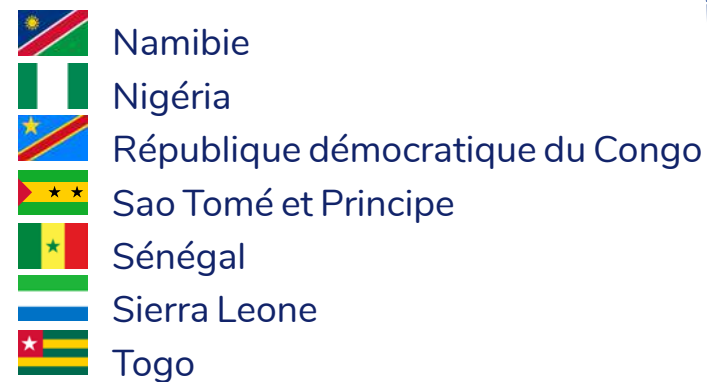 Namibie
Nigéria
République démocratique du Congo
Sao Tomé et Principe
Sénégal
Sierra Leone
Togo